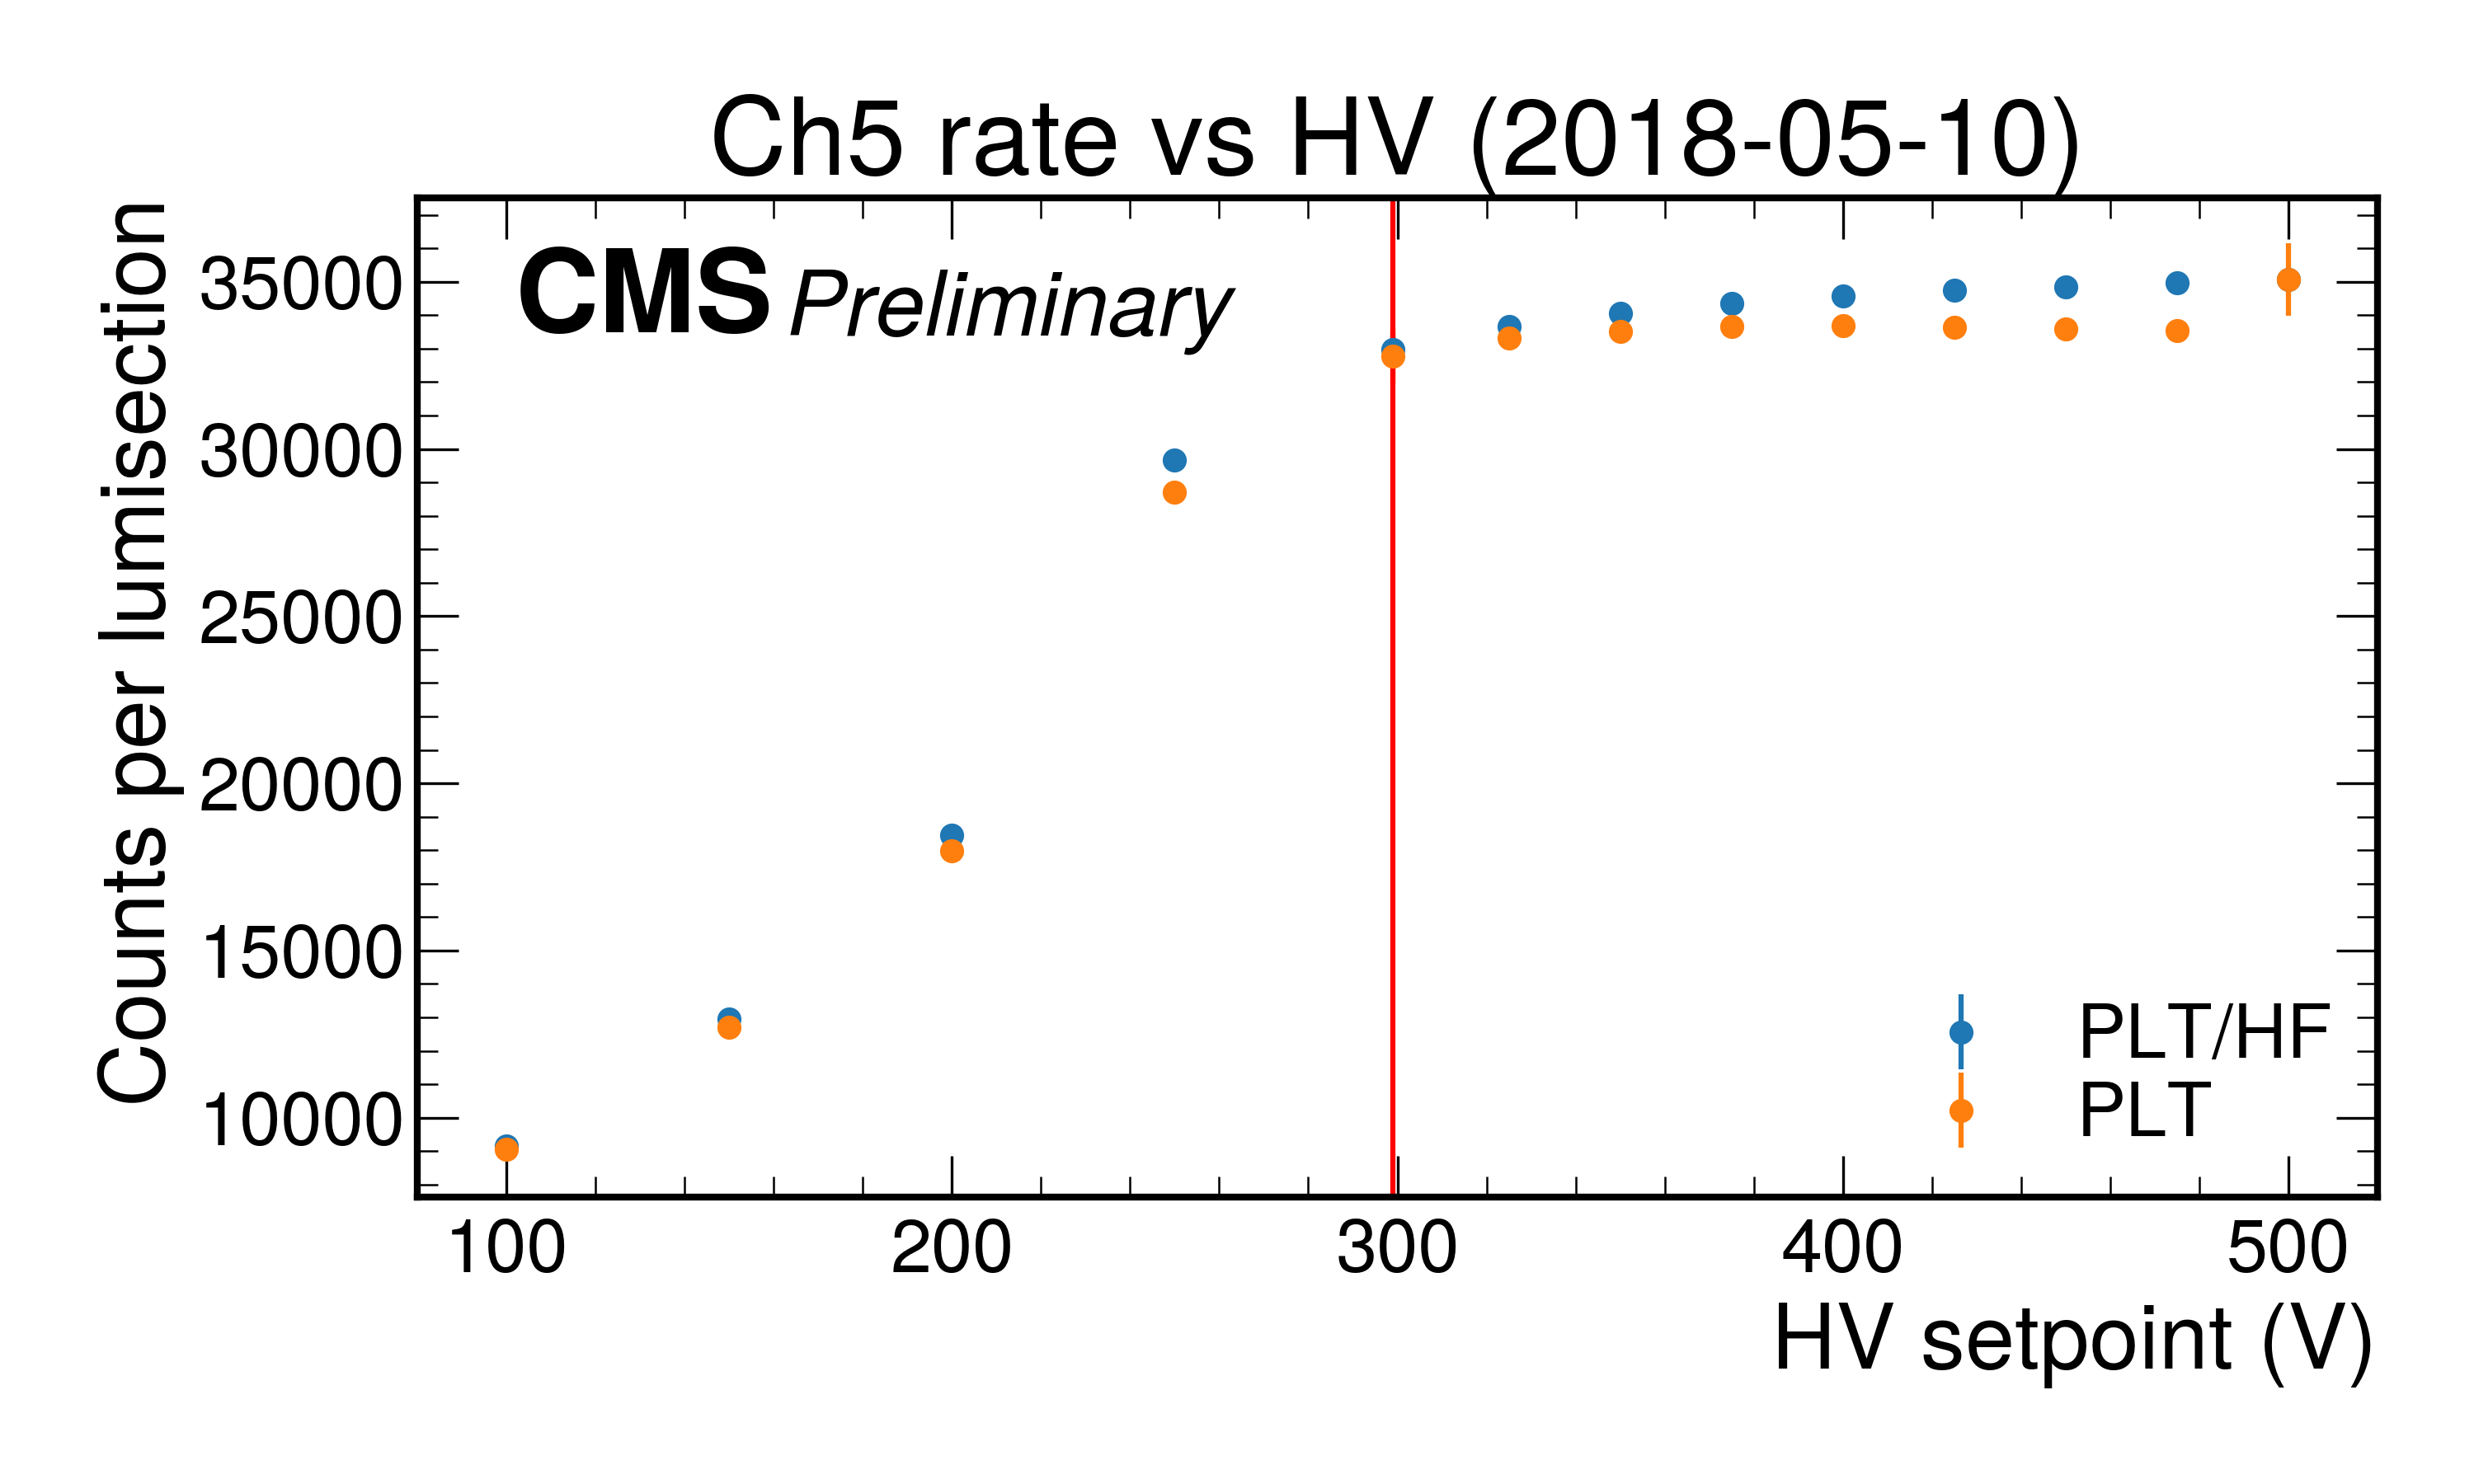 Ch5 rate vs HV (2018-05-10)
CMS Preliminary
Counts per lumisection
35000
30000
25000
20000
15000
10000
PLT/HF
PLT
100 200 300 400 500
HV setpoint (V)